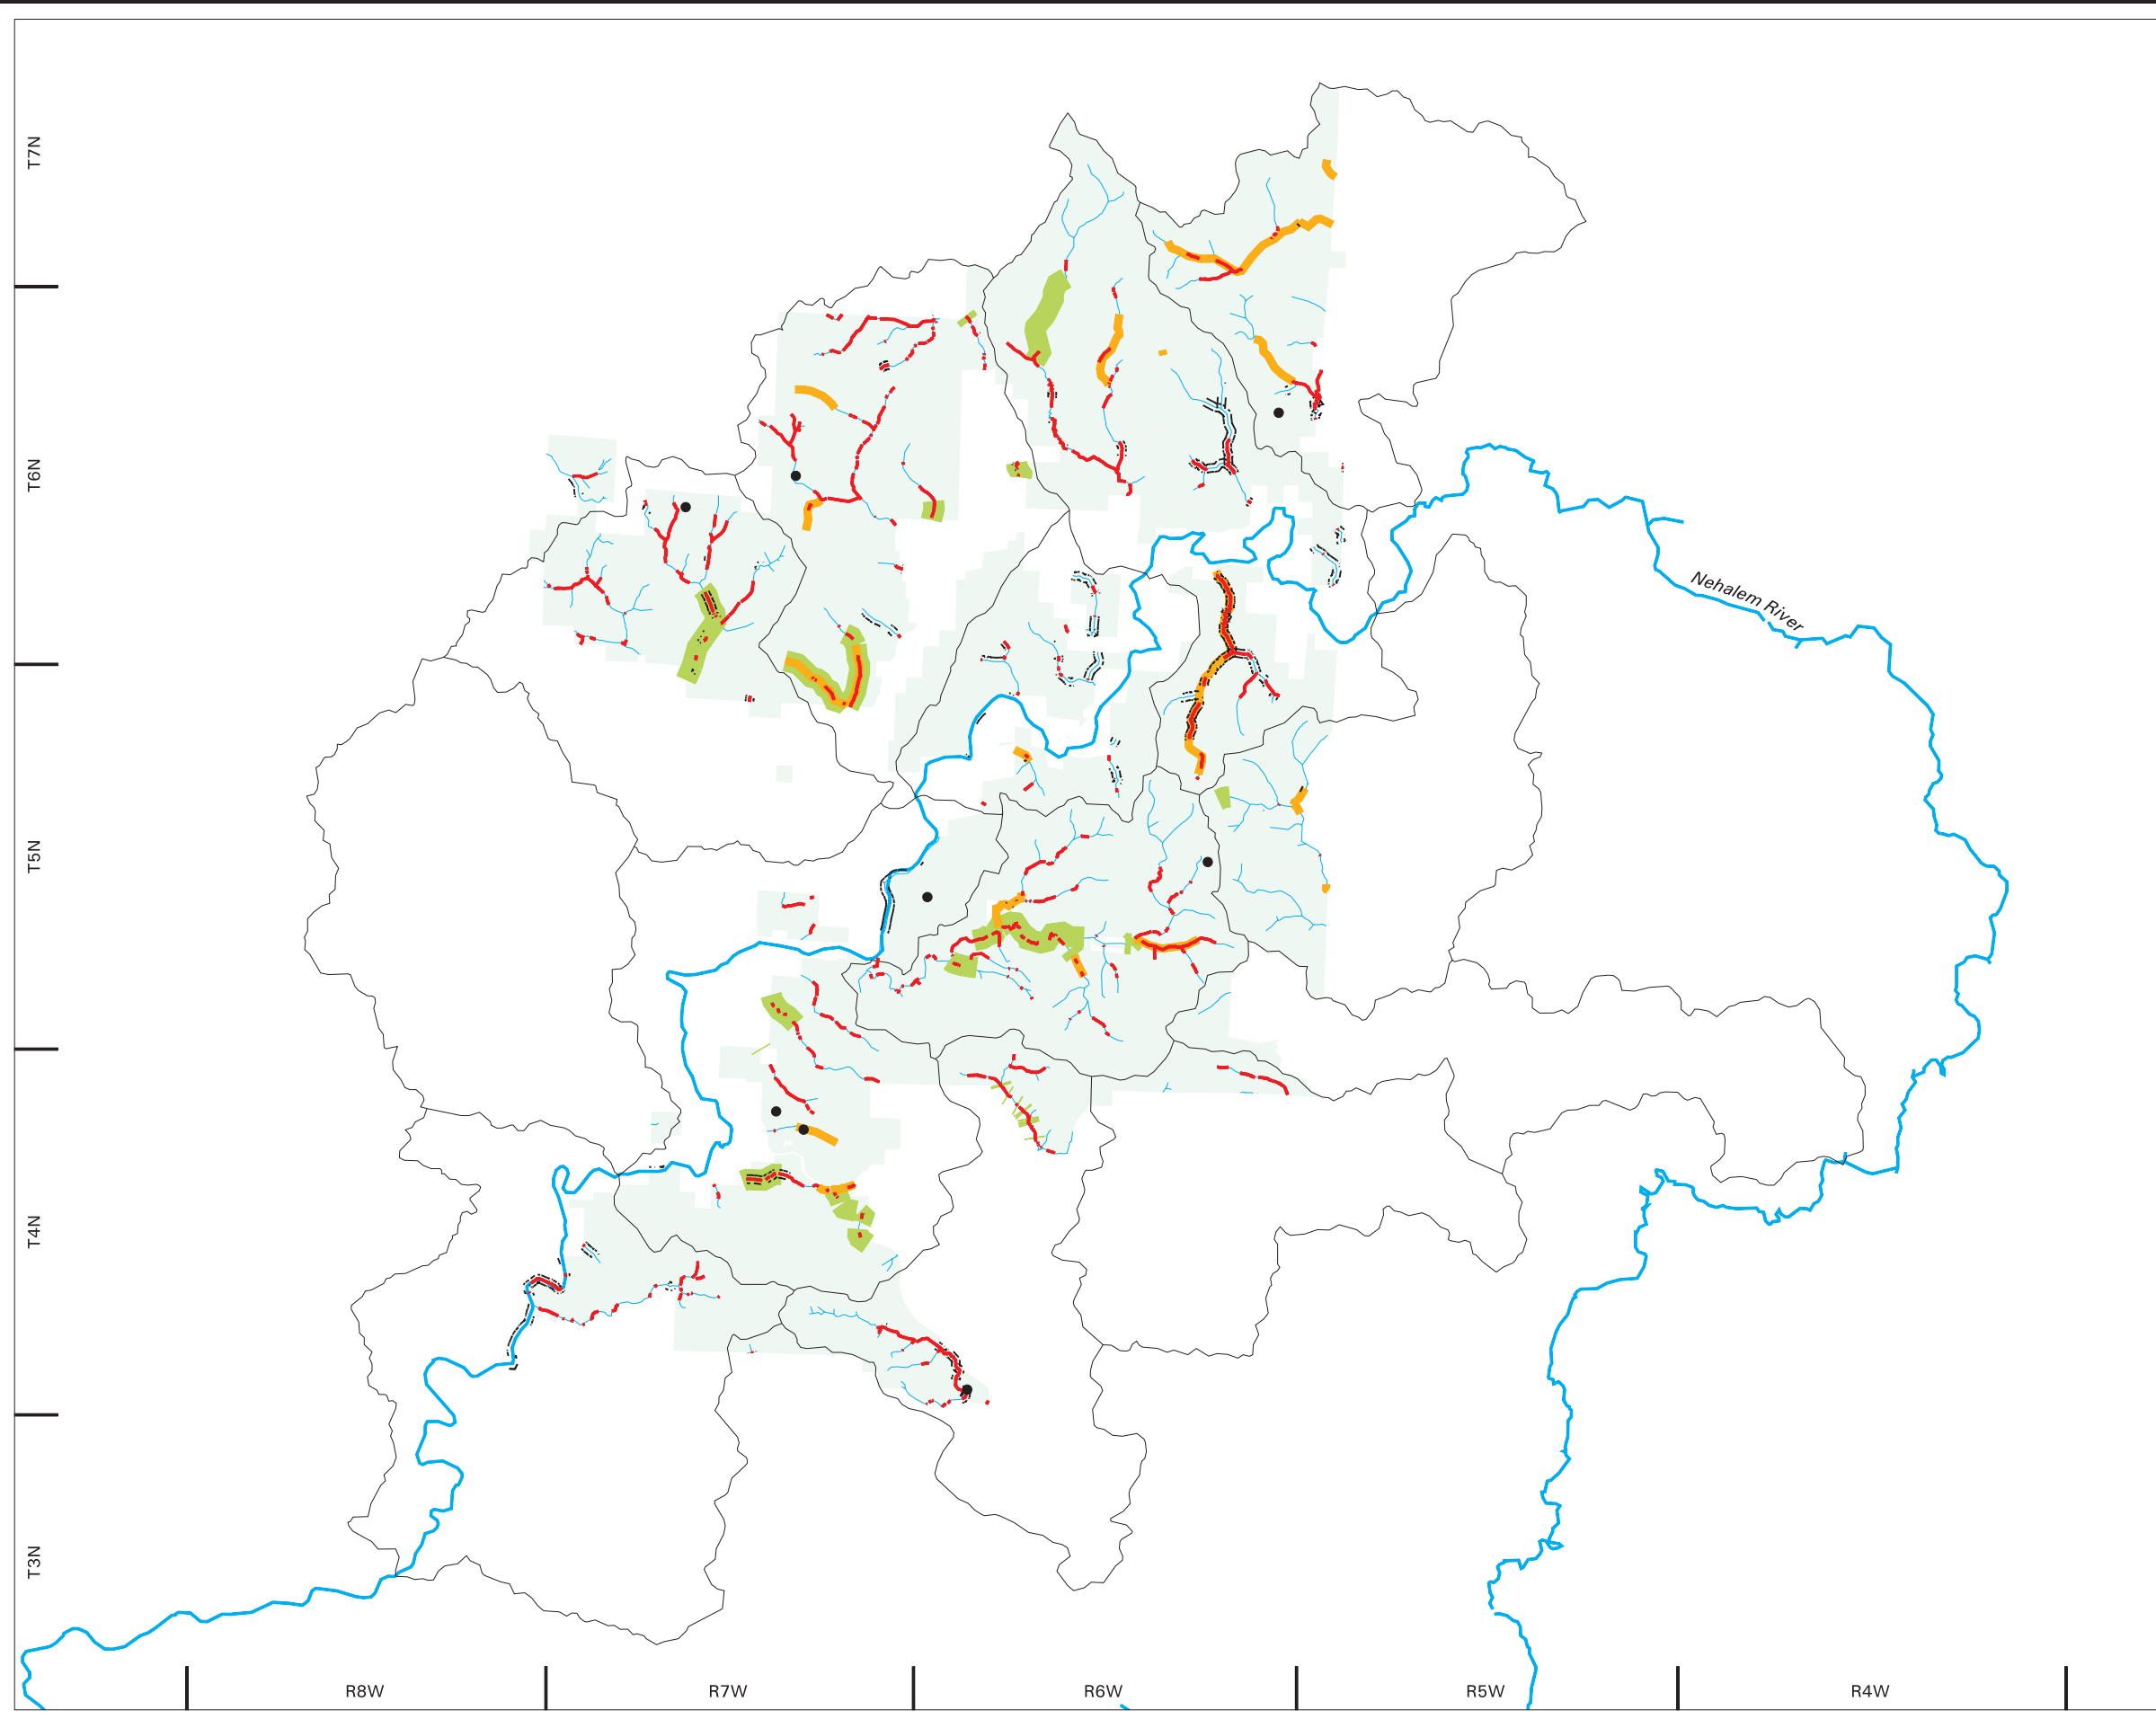 T7N
T6N
Nehalem River
T5N
T4N
T3N
R8W
R7W
R6W
R5W
R4W